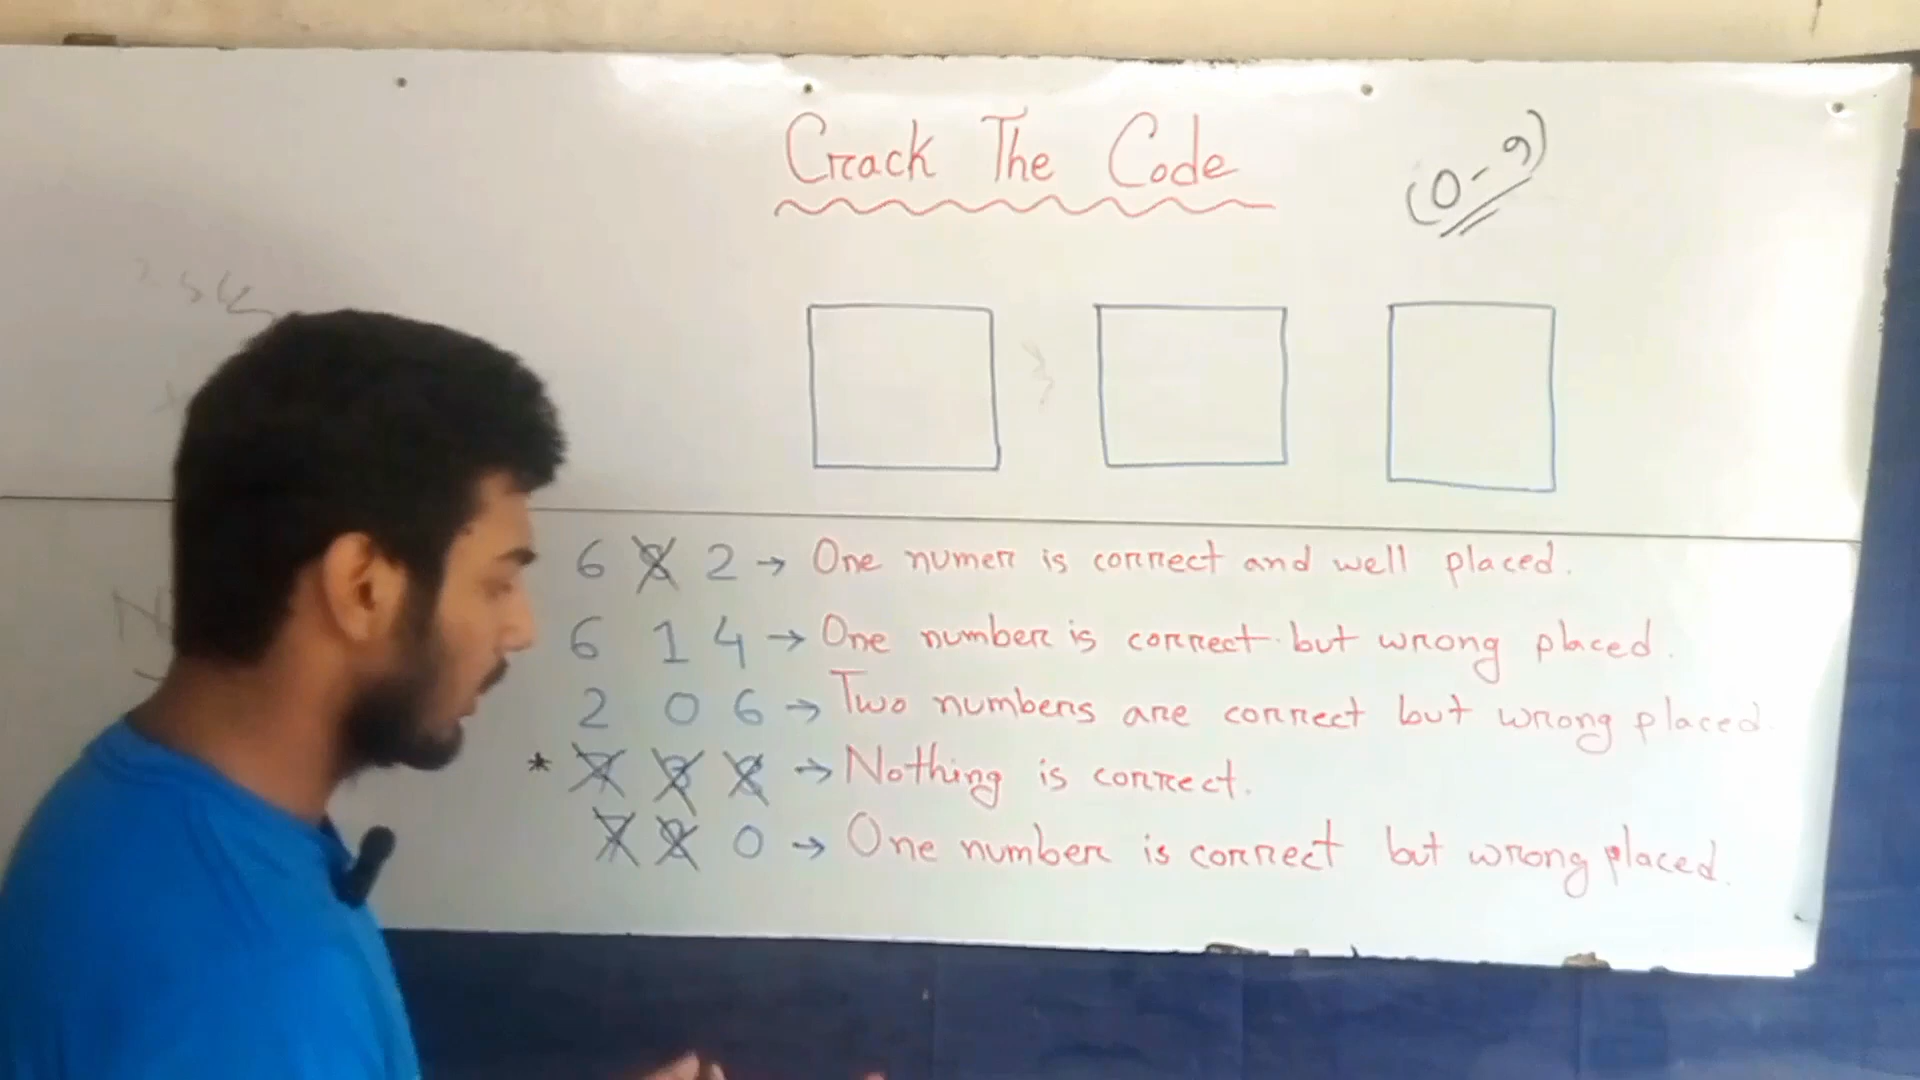 Crack The Code
(0-9)
6 8 2 → One numer is correct and well placed.
6 1 4 → One number is correct but wrong placed.
2 0 6 → Two numbers are correct but wrong placed.
* 7 3 8 → Nothing is correct.
7 8 0 → One number is correct but wrong placed.